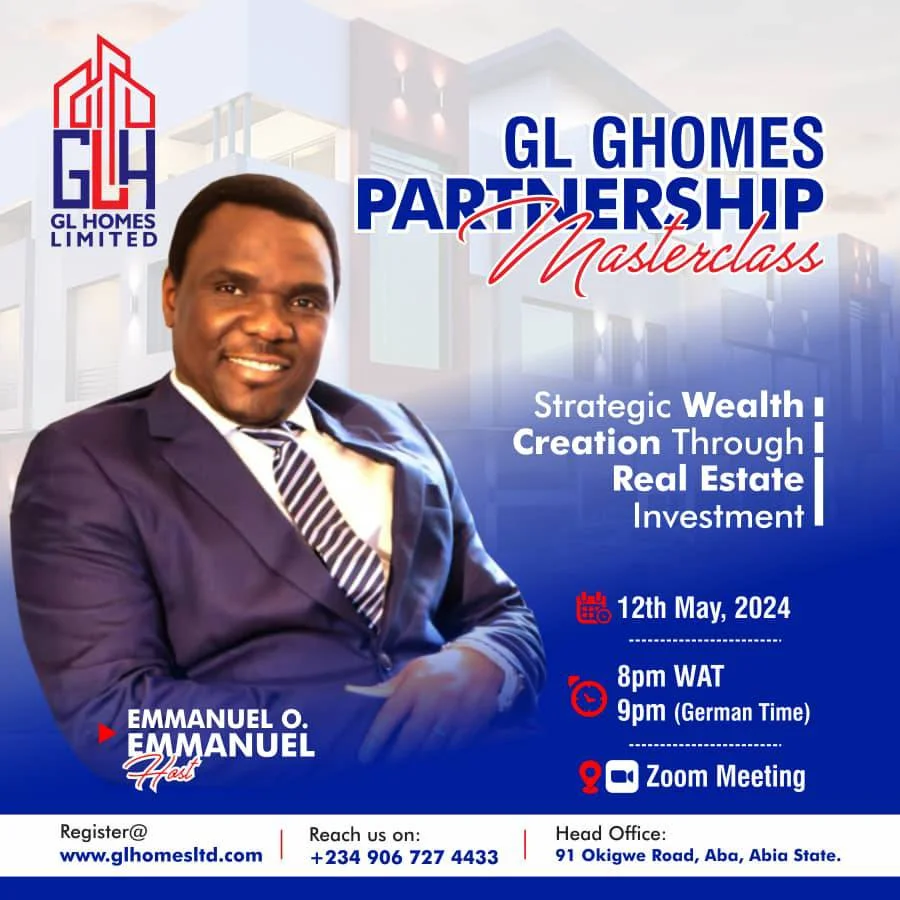 GLH
GL HOMES
LIMITED
GL GHOMES
PARTNERSHIP
Masterclass
Strategic Wealth
Creation Through
Real Estate
Investment
12th May, 2024
8pm WAT
9pm (German Time)
Zoom Meeting
EMMANUEL O.
EMMANUEL
Host
Register@
www.glhomesltd.com
Reach us on:
+234 906 727 4433
Head Office:
91 Okigwe Road, Aba, Abia State.